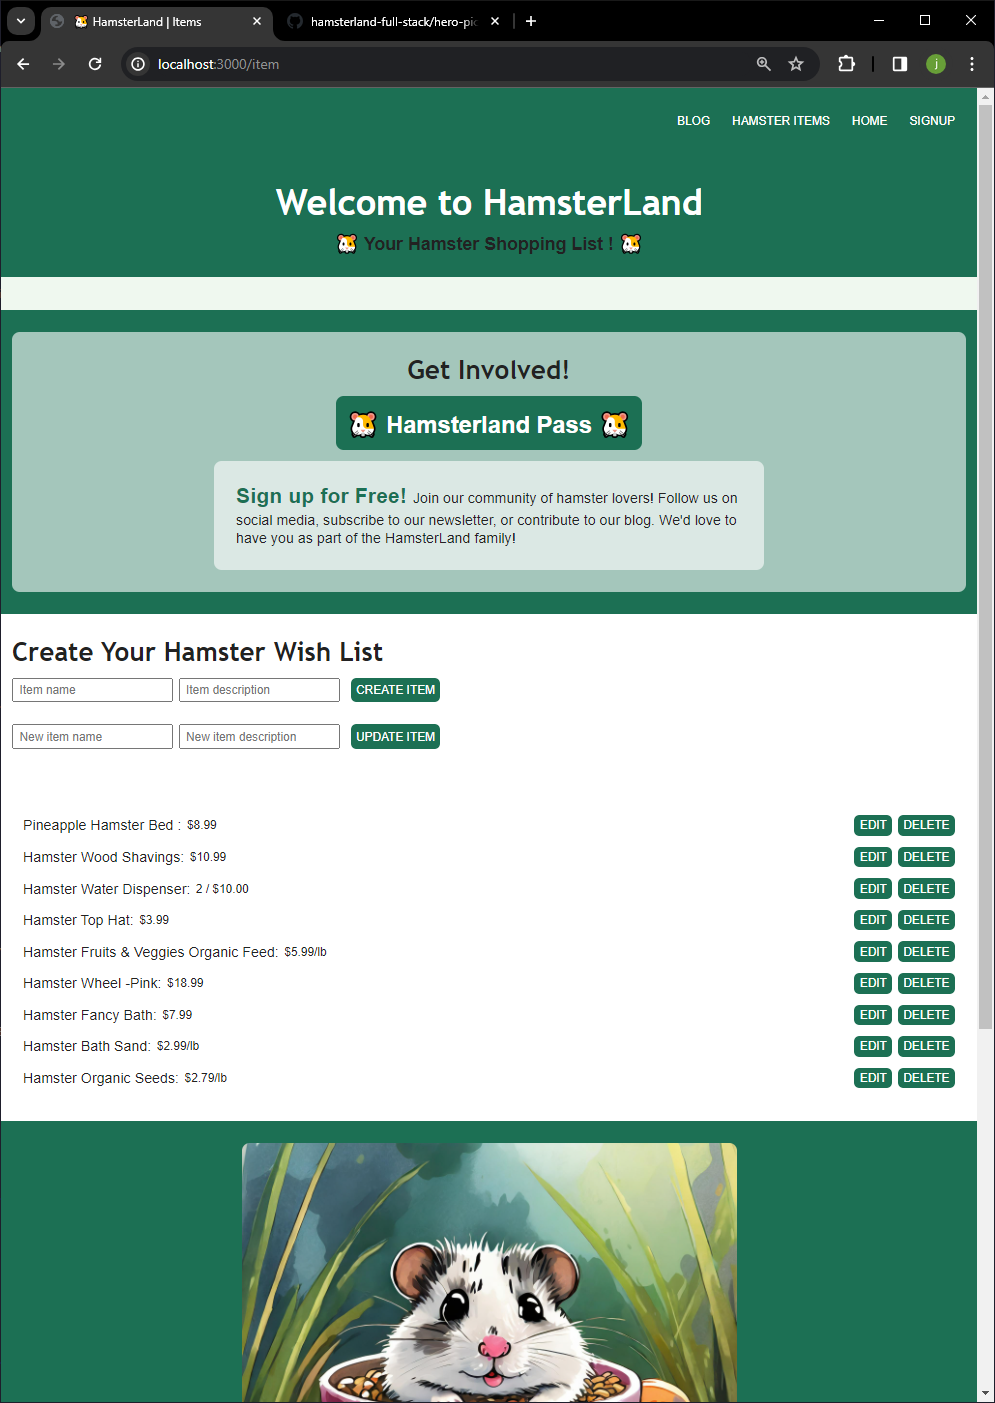 HamsterLand | Items
hamsterland-full-stack/hero-pic
localhost:3000/item
j
BLOG HAMSTER ITEMS HOME SIGNUP
Welcome to HamsterLand
🐹 Your Hamster Shopping List ! 🐹
Get Involved!
🐹 Hamsterland Pass 🐹
Sign up for Free! Join our community of hamster lovers! Follow us on
social media, subscribe to our newsletter, or contribute to our blog. We'd love to
have you as part of the HamsterLand family!
Create Your Hamster Wish List
Item name Item description CREATE ITEM
New item name New item description UPDATE ITEM
Pineapple Hamster Bed : $8.99 EDIT DELETE
Hamster Wood Shavings: $10.99 EDIT DELETE
Hamster Water Dispenser: 2 / $10.00 EDIT DELETE
Hamster Top Hat: $3.99 EDIT DELETE
Hamster Fruits & Veggies Organic Feed: $5.99/lb EDIT DELETE
Hamster Wheel -Pink: $18.99 EDIT DELETE
Hamster Fancy Bath: $7.99 EDIT DELETE
Hamster Bath Sand: $2.99/lb EDIT DELETE
Hamster Organic Seeds: $2.79/lb EDIT DELETE